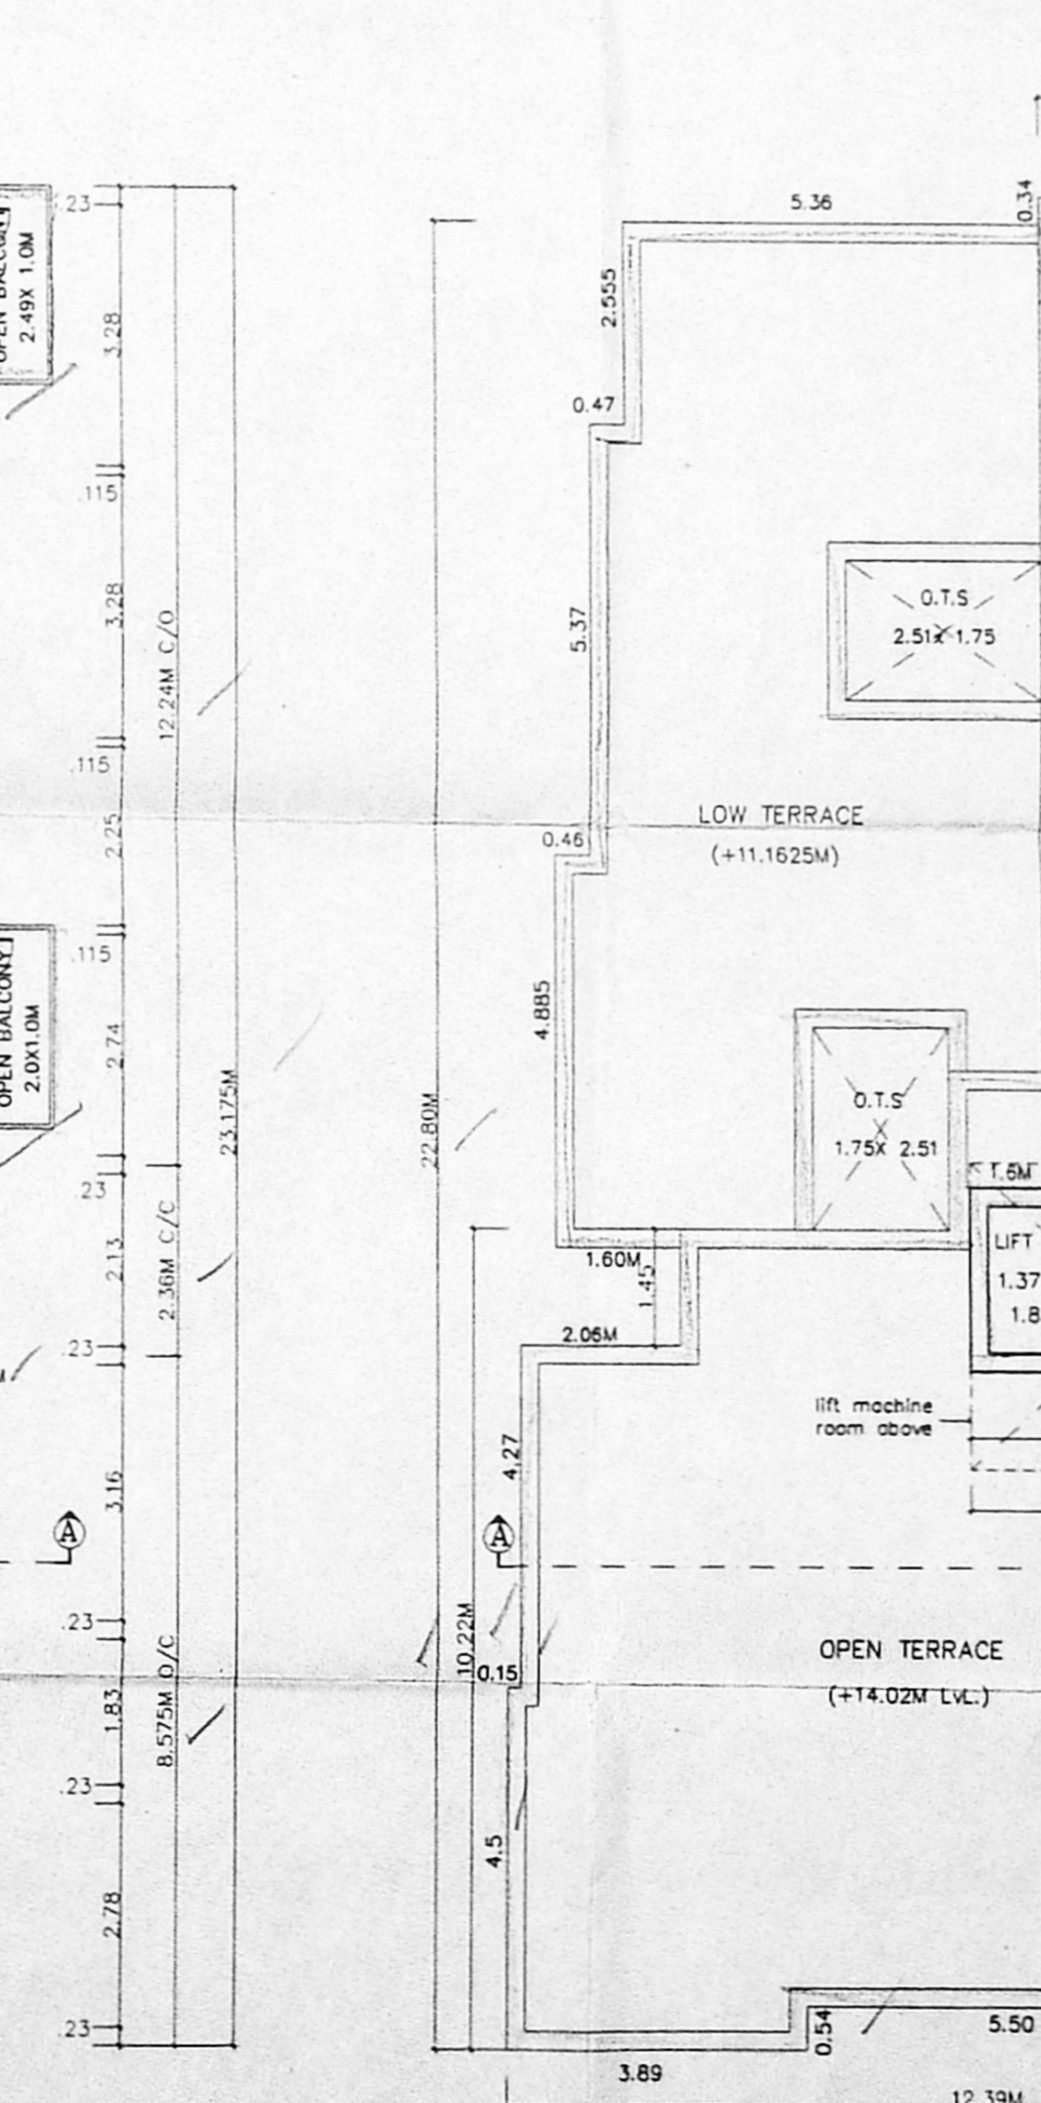 OPEN BALCONY
2.49X 1.0M
.23
3.28
.115
3.28
.115
2.25
.115
2.74
.23
2.13
.23
3.16
.23
1.83
.23
2.78
.23
12.24M C/O
2.36M C/C
8.575M O/C
23.175M
OPEN BALCONY
2.0X1.0M
A
22.80M
10.22M
5.36
0.34
2.555
0.47
5.37
O.T.S
2.51X 1.75
LOW TERRACE
(+11.1625M)
0.46
4.885
O.T.S
1.75X 2.51
1.6M
LIFT
1.37
1.8
1.60M
1.45
2.06M
lift machine
room above
4.27
A
OPEN TERRACE
(+14.02M LVL.)
0.15
4.5
0.54
5.50
3.89
12.39M